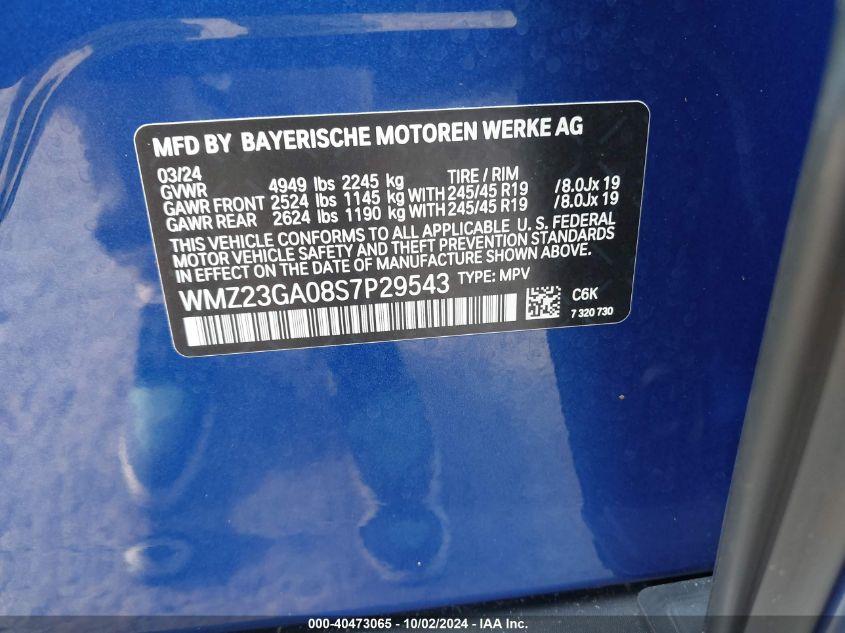 MFD BY BAYERISCHE MOTOREN WERKE AG
03/24 TIRE / RIM
GVWR 4949 lbs 2245 kg
GAWR FRONT 2524 lbs 1145 kg WITH 245/45 R19 /8.0Jx 19
GAWR REAR 2624 lbs 1190 kg WITH 245/45 R19 /8.0Jx 19
THIS VEHICLE CONFORMS TO ALL APPLICABLE U. S. FEDERAL
MOTOR VEHICLE SAFETY AND THEFT PREVENTION STANDARDS
IN EFFECT ON THE DATE OF MANUFACTURE SHOWN ABOVE.
WMZ23GA08S7P29543 TYPE: MPV
C6K
7 320 730
000-40473065 - 10/02/2024 - IMN____